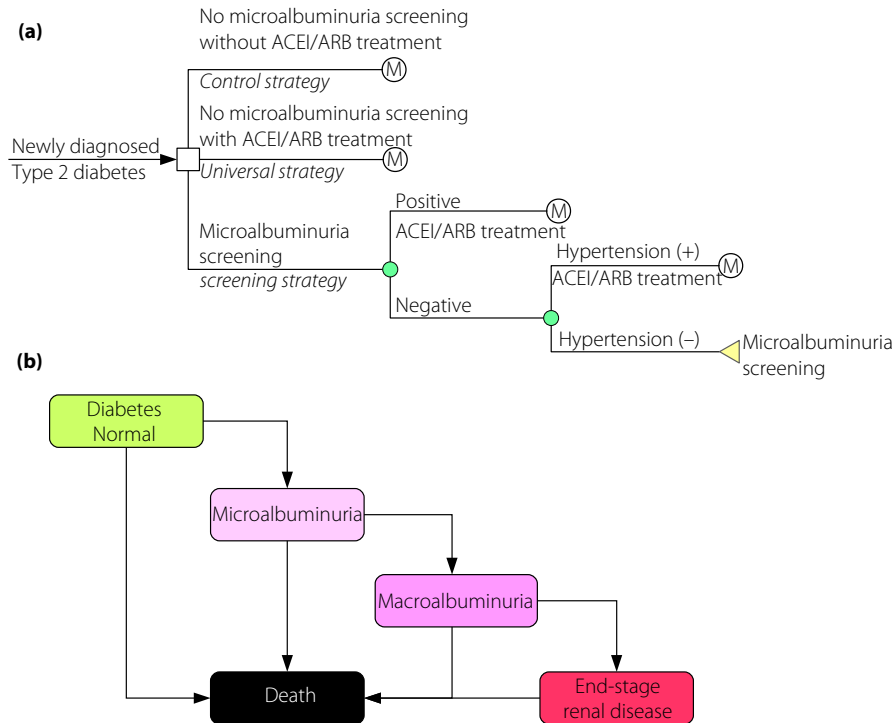 (a)
No microalbuminuria screening
without ACEI/ARB treatment
M
Control strategy
No microalbuminuria screening
with ACEI/ARB treatment
M
Universal strategy
Newly diagnosed
Type 2 diabetes
Positive
M
ACEI/ARB treatment
Microalbuminuria
screening
screening strategy
Hypertension (+)
M
ACEI/ARB treatment
Negative
Hypertension (–)
Microalbuminuria
screening
(b)
Diabetes
Normal
Microalbuminuria
Macroalbuminuria
Death
End-stage
renal disease